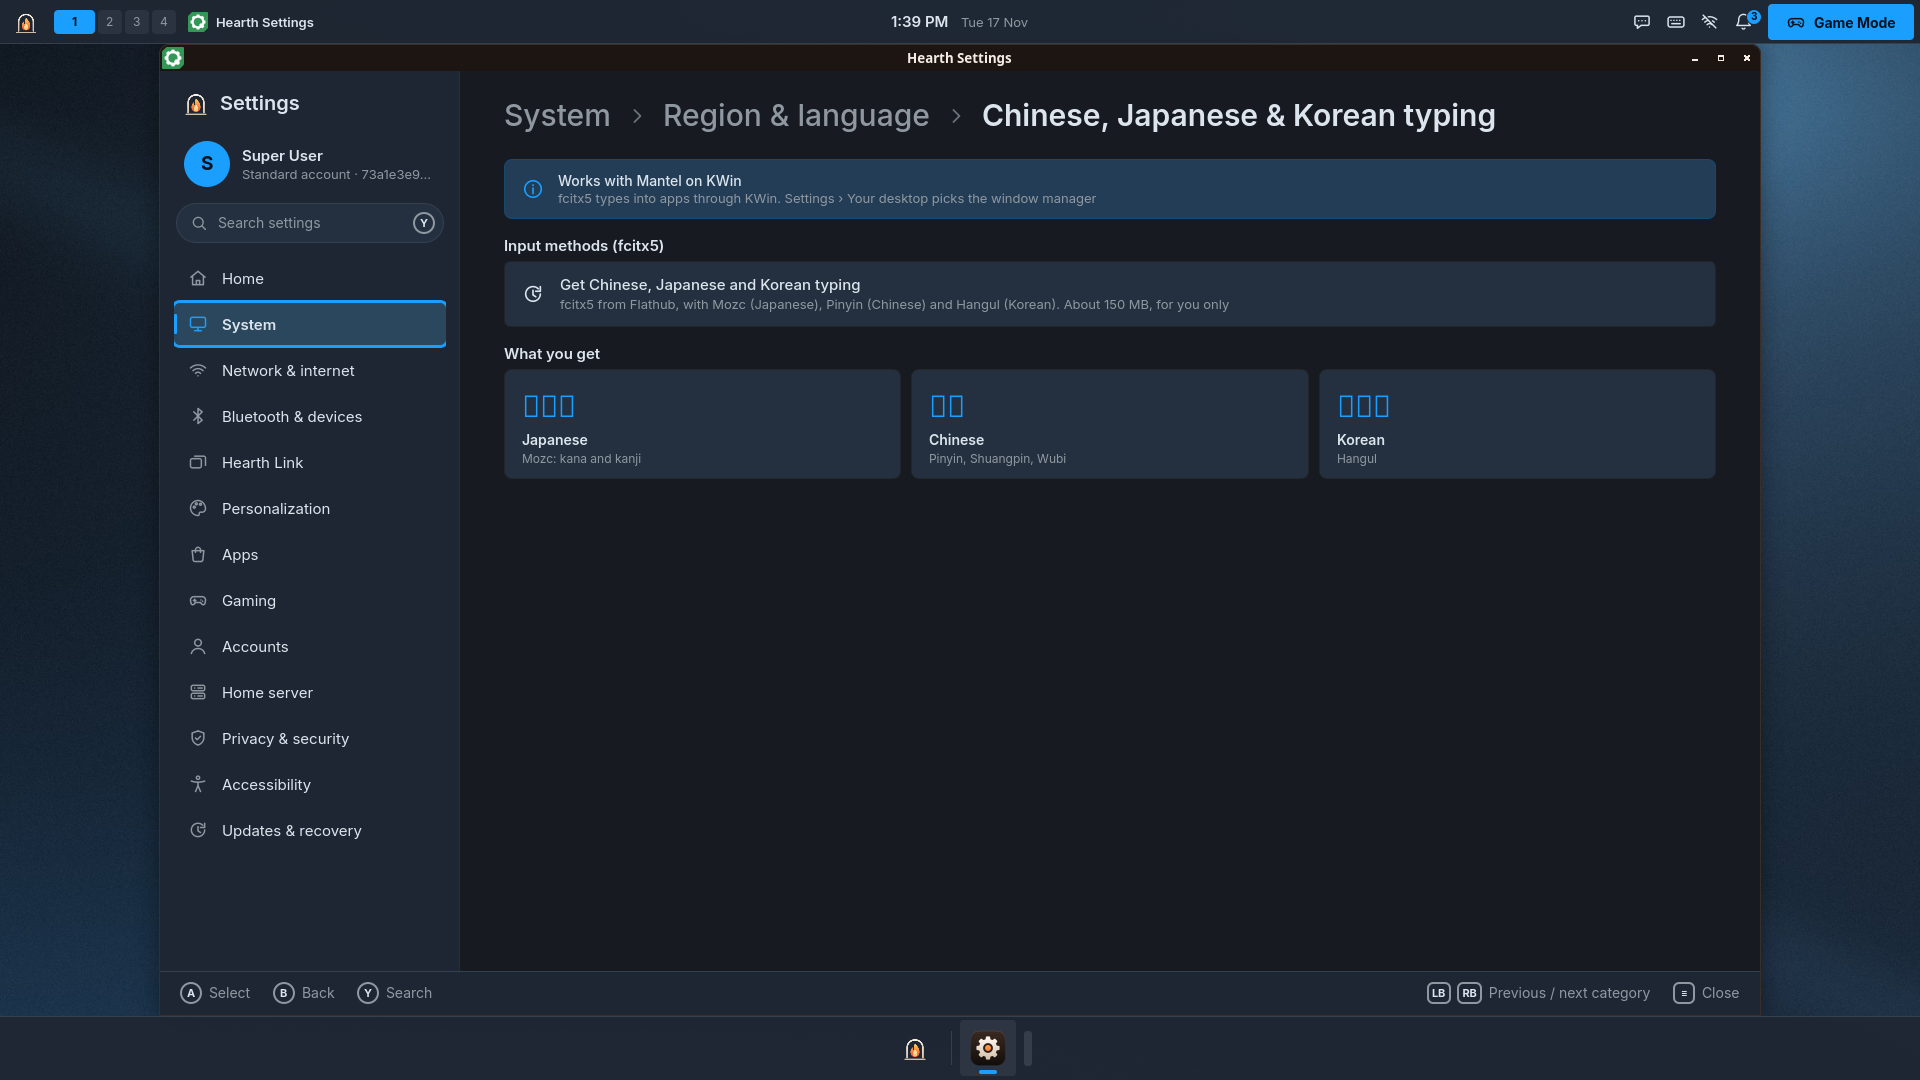 1
2
3
4
Hearth Settings
1:39 PM
Tue 17 Nov
3
Game Mode
Hearth Settings
Settings
S
Super User
Standard account · 73a1e3e9...
Search settings
Y
Home
System
Network & internet
Bluetooth & devices
Hearth Link
Personalization
Apps
Gaming
Accounts
Home server
Privacy & security
Accessibility
Updates & recovery
System > Region & language > Chinese, Japanese & Korean typing
Works with Mantel on KWin
fcitx5 types into apps through KWin. Settings › Your desktop picks the window manager
Input methods (fcitx5)
Get Chinese, Japanese and Korean typing
fcitx5 from Flathub, with Mozc (Japanese), Pinyin (Chinese) and Hangul (Korean). About 150 MB, for you only
What you get
Japanese
Mozc: kana and kanji
Chinese
Pinyin, Shuangpin, Wubi
Korean
Hangul
A Select
B Back
Y Search
LB RB Previous / next category
≡ Close